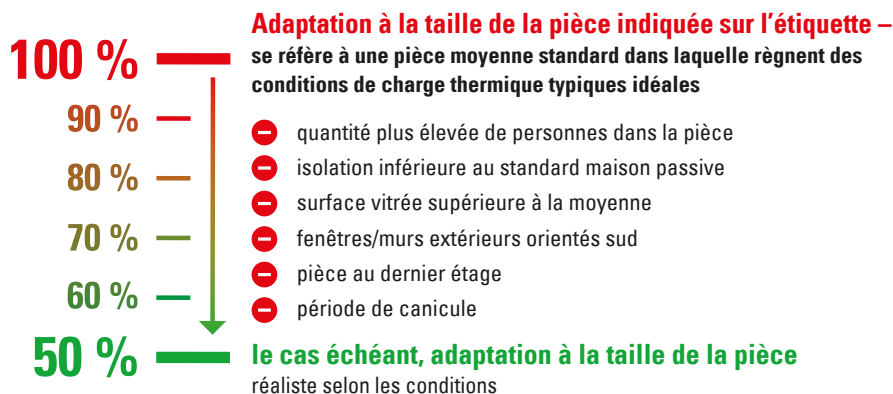 Adaptation à la taille de la pièce indiquée sur l’étiquette –
100 %
se réfère à une pièce moyenne standard dans laquelle règnent des
conditions de charge thermique typiques idéales
90 %
quantité plus élevée de personnes dans la pièce
isolation inférieure au standard maison passive
80 %
surface vitrée supérieure à la moyenne
70 %
fenêtres/murs extérieurs orientés sud
pièce au dernier étage
60 %
période de canicule
50 %
le cas échéant, adaptation à la taille de la pièce
réaliste selon les conditions